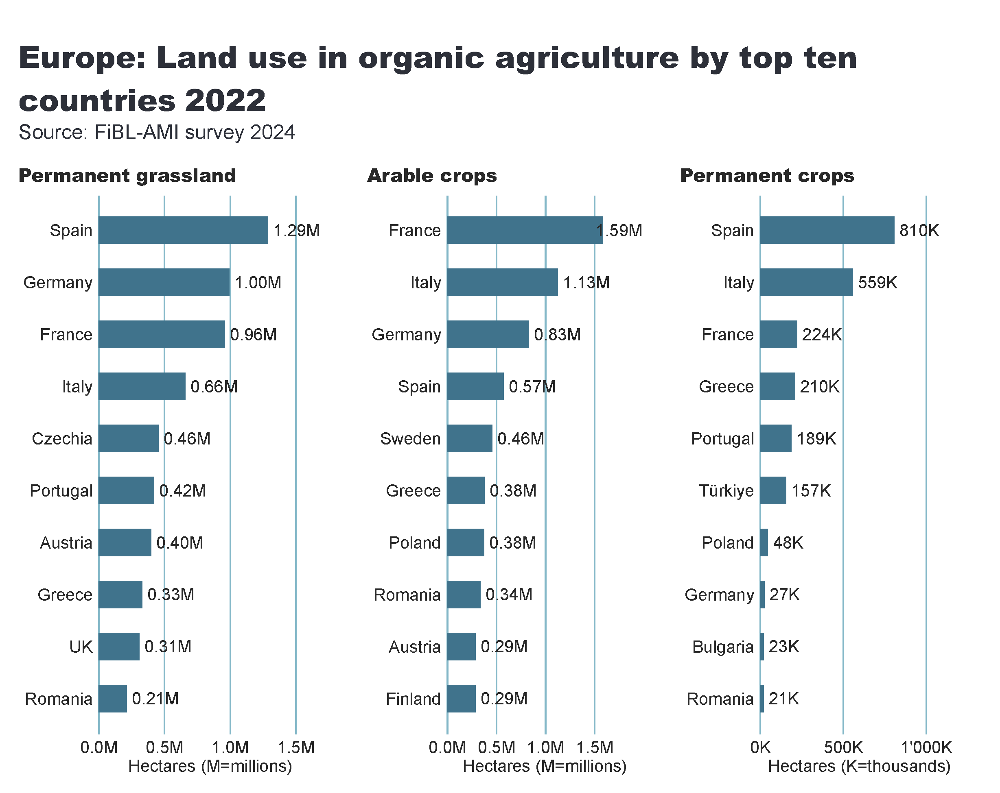 Europe: Land use in organic agriculture by top ten
countries 2022
Source: FiBL-AMI survey 2024
Permanent grassland
Spain 1.29M
Germany 1.00M
France 0.96M
Italy 0.66M
Czechia 0.46M
Portugal 0.42M
Austria 0.40M
Greece 0.33M
UK 0.31M
Romania 0.21M
0.0M 0.5M 1.0M 1.5M
Hectares (M=millions)
Arable crops
France 1.59M
Italy 1.13M
Germany 0.83M
Spain 0.57M
Sweden 0.46M
Greece 0.38M
Poland 0.38M
Romania 0.34M
Austria 0.29M
Finland 0.29M
0.0M 0.5M 1.0M 1.5M
Hectares (M=millions)
Permanent crops
Spain 810K
Italy 559K
France 224K
Greece 210K
Portugal 189K
Türkiye 157K
Poland 48K
Germany 27K
Bulgaria 23K
Romania 21K
0K 500K 1'000K
Hectares (K=thousands)